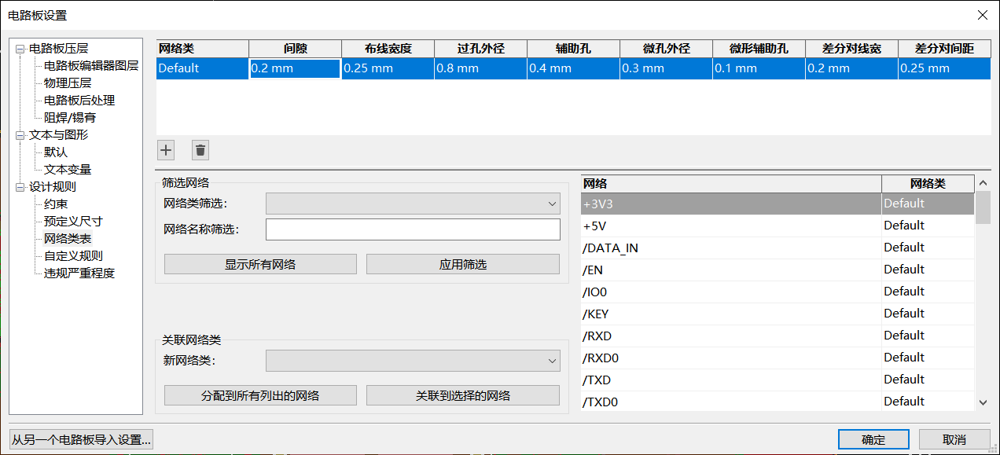 电路板设置
电路板压层
电路板编辑器图层
物理压层
电路板后处理
阻焊/锡膏
文本与图形
默认
文本变量
设计规则
约束
预定义尺寸
网络类表
自定义规则
违规严重程度
网络类 间隙 布线宽度 过孔外径 辅助孔 微孔外径 微形辅助孔 差分对线宽 差分对间距
Default 0.2 mm 0.25 mm 0.8 mm 0.4 mm 0.3 mm 0.1 mm 0.2 mm 0.25 mm
筛选网络
网络类筛选：
网络名称筛选：
显示所有网络 应用筛选
关联网络类
新网络类：
分配到所有列出的网络 关联到选择的网络
网络 网络类
+3V3 Default
+5V Default
/DATA_IN Default
/EN Default
/IO0 Default
/KEY Default
/RXD Default
/RXD0 Default
/TXD Default
/TXD0 Default
从另一个电路板导入设置... 确定 取消